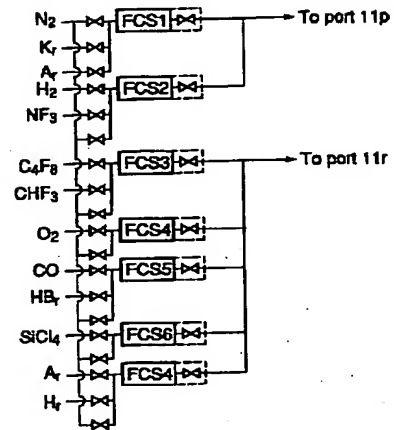 N2 FCS1 To port 11p
Kr
Ar
H2 FCS2
NF3
C4F8 FCS3 To port 11r
CHF3
O2 FCS4
CO FCS5
HBr
SiCl4 FCS6
Ar FCS4
Hr